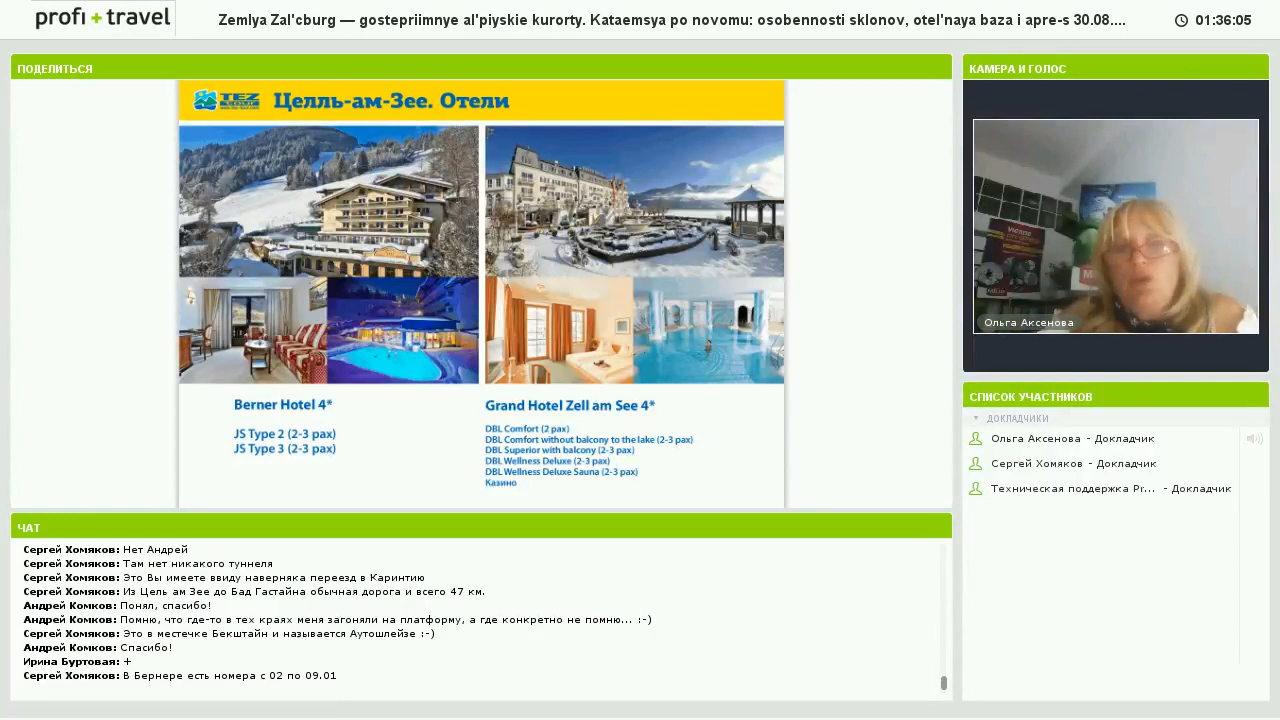 profi + travel
Zemlya Zal'cburg — gostepriimnye al'piyskie kurorty. Kataemsya po novomu: osobennosti sklonov, otel'naya baza i apre-s 30.08....
01:36:05
ПОДЕЛИТЬСЯ
TEZ TOUR Целль-ам-Зее. Отели
Berner Hotel 4*
JS Type 2 (2-3 pax)
JS Type 3 (2-3 pax)
Grand Hotel Zell am See 4*
DBL Comfort (2 pax)
DBL Comfort without balcony to the lake (2-3 pax)
DBL Superior with balcony (2-3 pax)
DBL Wellness Deluxe (2-3 pax)
DBL Wellness Deluxe Sauna (2-3 pax)
Казино
КАМЕРА И ГОЛОС
Vienna
Ольга Аксенова
СПИСОК УЧАСТНИКОВ
ДОКЛАДЧИКИ
Ольга Аксенова - Докладчик
Сергей Хомяков - Докладчик
Техническая поддержка Pr... - Докладчик
ЧАТ
Сергей Хомяков: Нет Андрей
Сергей Хомяков: Там нет никакого туннеля
Сергей Хомяков: Это Вы имеете ввиду наверняка переезд в Каринтию
Сергей Хомяков: Из Цель ам Зее до Бад Гастайна обычная дорога и всего 47 км.
Андрей Комков: Понял, спасибо!
Андрей Комков: Помню, что где-то в тех краях меня загоняли на платформу, а где конкретно не помню... :-)
Сергей Хомяков: Это в местечке Бекштайн и называется Аутошлейзе :-)
Андрей Комков: Спасибо!
Ирина Буртовая: +
Сергей Хомяков: В Бернере есть номера с 02 по 09.01